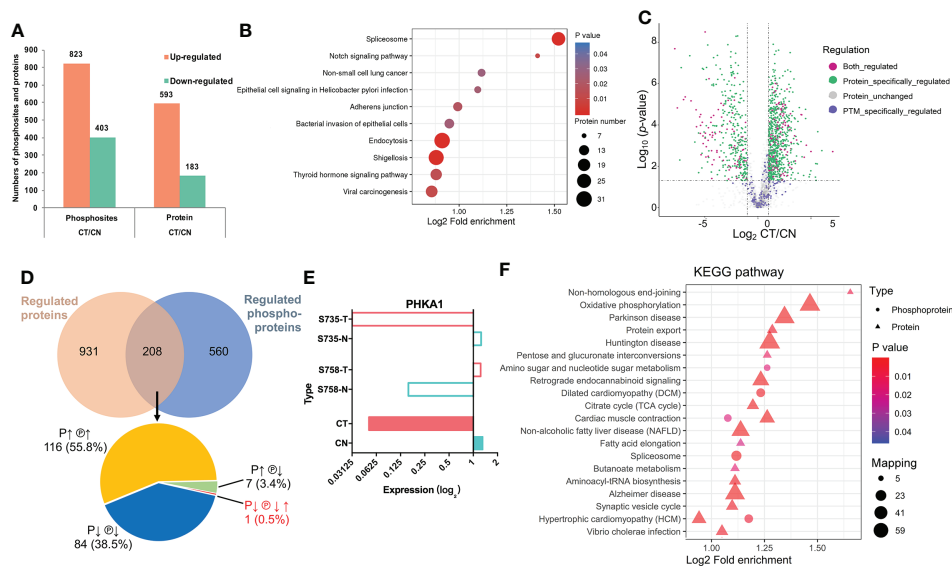 A
Numbers of phosphosites and proteins
900
800
700
600
500
400
300
200
100
0
823
403
593
183
Up-regulated
Down-regulated
Phosphosites
Protein
CT/CN
CT/CN
B
Spliceosome
Notch signaling pathway
Non-small cell lung cancer
Epithelial cell signaling in Helicobacter pylori infection
Adherens junction
Bacterial invasion of epithelial cells
Endocytosis
Shigellosis
Thyroid hormone signaling pathway
Viral carcinogenesis
1.00
1.25
1.50
Log2 Fold enrichment
P value
0.04
0.03
0.02
0.01
Protein number
7
13
19
25
31
C
Log10 (p-value)
8
6
4
2
0
-5
0
5
Log2 CT/CN
Regulation
Both_regulated
Protein_specifically_regulated
Protein_unchanged
PTM_specifically_regulated
D
Regulated
proteins
Regulated
phospho-
proteins
931
208
560
P↑ ℗↑
116 (55.8%)
P↑ ℗↓
7 (3.4%)
P↓ ℗↓↑
1 (0.5%)
P↓ ℗↓
84 (38.5%)
E
PHKA1
Type
S735-T
S735-N
S758-T
S758-N
CT
CN
0.03125
0.0625
0.125
0.25
0.5
1
2
Expression (log2)
F
KEGG pathway
Non-homologous end-joining
Oxidative phosphorylation
Parkinson disease
Protein export
Huntington disease
Pentose and glucuronate interconversions
Amino sugar and nucleotide sugar metabolism
Retrograde endocannabinoid signaling
Dilated cardiomyopathy (DCM)
Citrate cycle (TCA cycle)
Cardiac muscle contraction
Non-alcoholic fatty liver disease (NAFLD)
Fatty acid elongation
Spliceosome
Butanoate metabolism
Aminoacyl-tRNA biosynthesis
Alzheimer disease
Synaptic vesicle cycle
Hypertrophic cardiomyopathy (HCM)
Vibrio cholerae infection
1.00
1.25
1.50
Log2 Fold enrichment
Type
Phosphoprotein
Protein
P value
0.01
0.02
0.03
0.04
Mapping
5
23
41
59